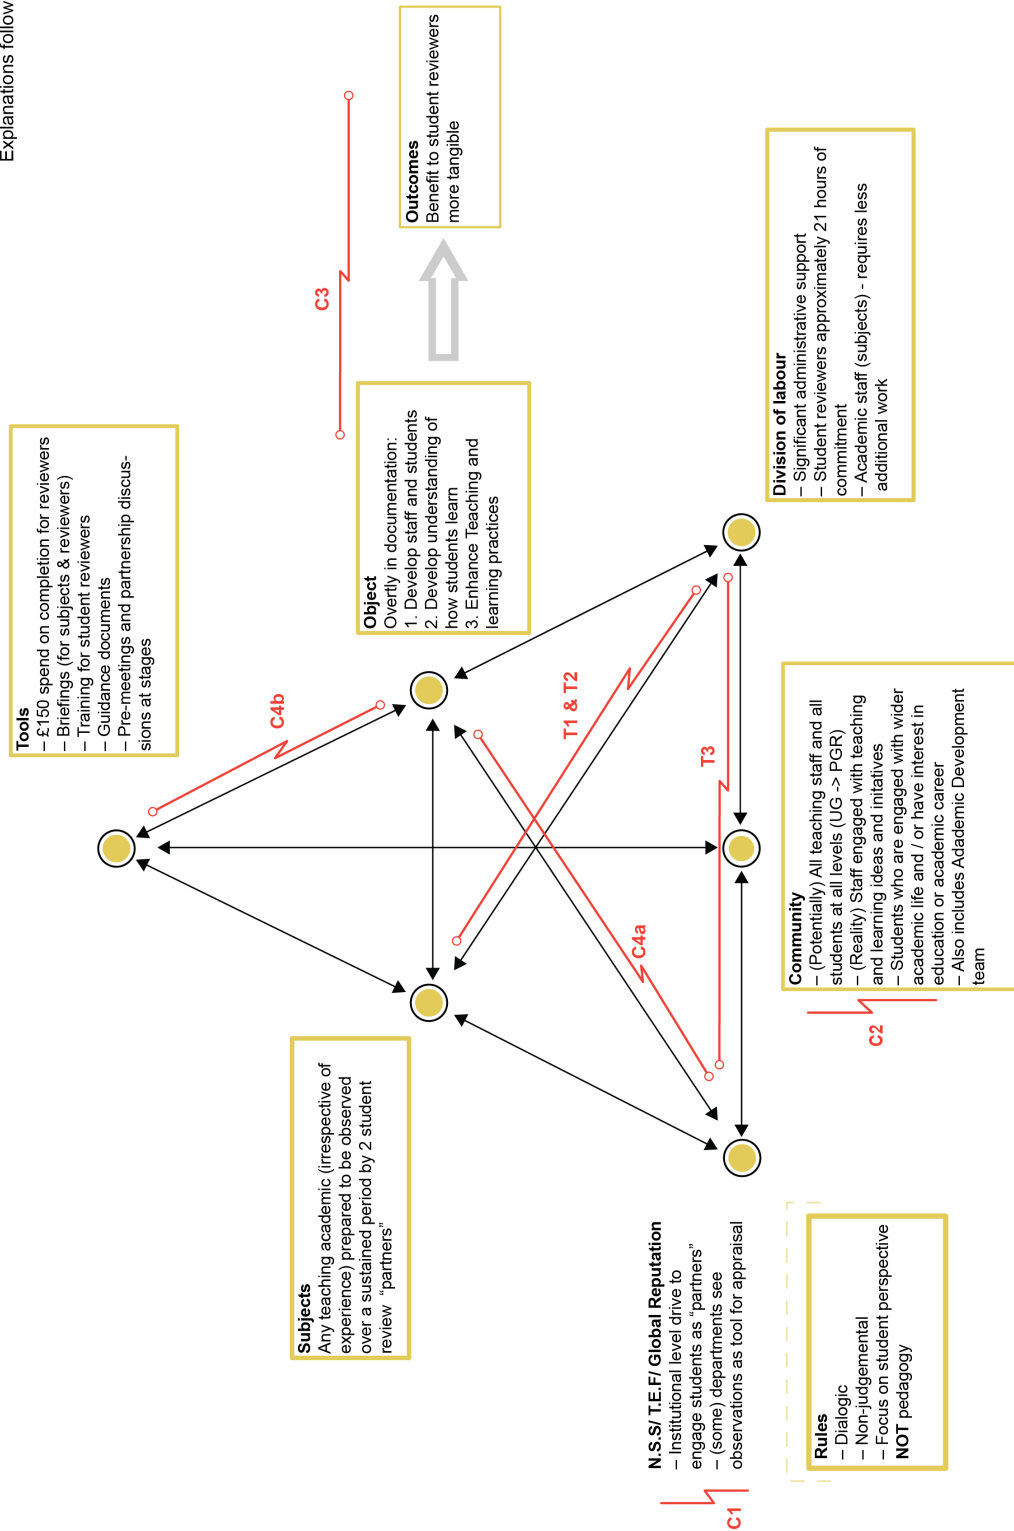 Explanations follow
Tools
– £150 spend on completion for reviewers
– Briefings (for subjects & reviewers)
– Training for student reviewers
– Guidance documents
– Pre-meetings and partnership discus-
sions at stages
C4b
C3
Subjects
Any teaching academic (irrespective of
experience) prepared to be observed
over a sustained period by 2 student
review “partners”
Object
Overtly in documentation:
1. Develop staff and students
2. Develop understanding of
how students learn
3. Enhance Teaching and
learning practices
Outcomes
Benefit to student reviewers
more tangible
T1 & T2
C4a
T3
N.S.S/ T.E.F/ Global Reputation
– Institutional level drive to
engage students as “partners”
– (some) departments see
observations as tool for appraisal
C1
Rules
– Dialogic
– Non-judgemental
– Focus on student perspective
NOT pedagogy
C2
Community
– (Potentially) All teaching staff and all
students at all levels (UG -> PGR)
– (Reality) Staff engaged with teaching
and learning ideas and initatives
– Students who are engaged with wider
academic life and / or have interest in
education or academic career
– Also includes Adademic Development
team
Division of labour
– Significant administrative support
– Student reviewers approximately 21 hours of
commitment
– Academic staff (subjects) - requires less
additional work